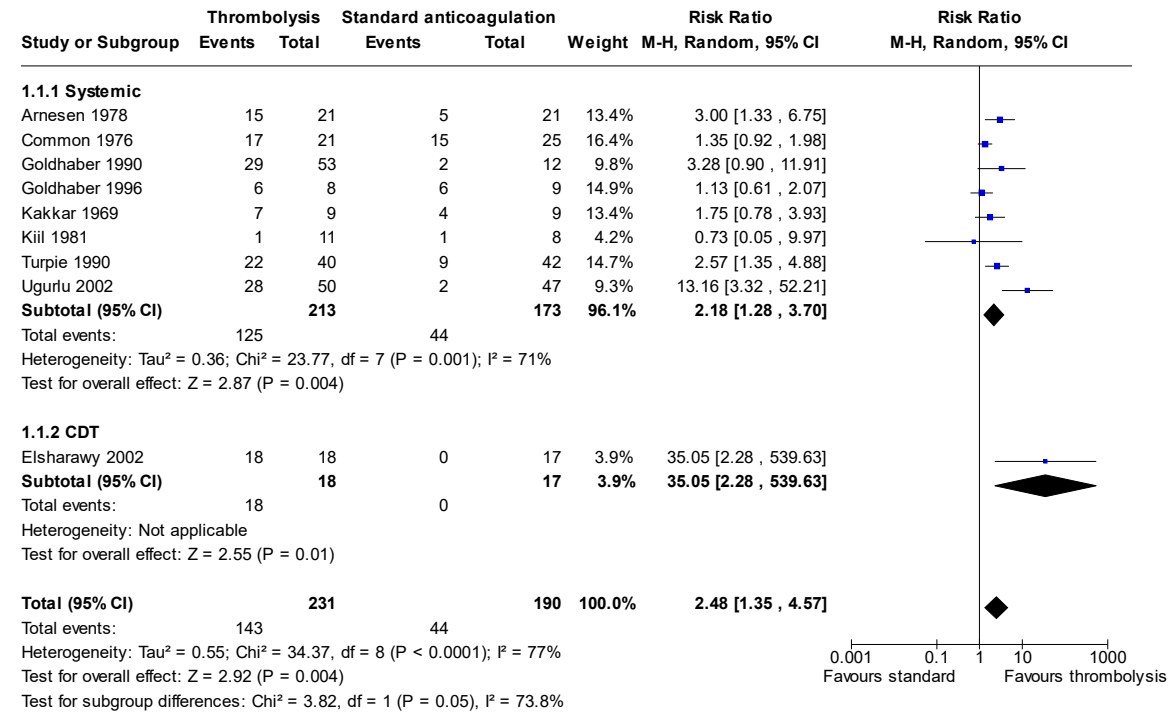 Thrombolysis Standard anticoagulation Risk Ratio Risk Ratio
Study or Subgroup Events Total Events Total Weight M-H, Random, 95% CI M-H, Random, 95% CI
1.1.1 Systemic
Arnesen 1978 15 21 5 21 13.4% 3.00 [1.33 , 6.75]
Common 1976 17 21 15 25 16.4% 1.35 [0.92 , 1.98]
Goldhaber 1990 29 53 2 12 9.8% 3.28 [0.90 , 11.91]
Goldhaber 1996 6 8 6 9 14.9% 1.13 [0.61 , 2.07]
Kakkar 1969 7 9 4 9 13.4% 1.75 [0.78 , 3.93]
Kiil 1981 1 11 1 8 4.2% 0.73 [0.05 , 9.97]
Turpie 1990 22 40 9 42 14.7% 2.57 [1.35 , 4.88]
Ugurlu 2002 28 50 2 47 9.3% 13.16 [3.32 , 52.21]
Subtotal (95% CI) 213 173 96.1% 2.18 [1.28 , 3.70]
Total events: 125 44
Heterogeneity: Tau² = 0.36; Chi² = 23.77, df = 7 (P = 0.001); I² = 71%
Test for overall effect: Z = 2.87 (P = 0.004)
1.1.2 CDT
Elsharawy 2002 18 18 0 17 3.9% 35.05 [2.28 , 539.63]
Subtotal (95% CI) 18 17 3.9% 35.05 [2.28 , 539.63]
Total events: 18 0
Heterogeneity: Not applicable
Test for overall effect: Z = 2.55 (P = 0.01)
Total (95% CI) 231 190 100.0% 2.48 [1.35 , 4.57]
Total events: 143 44
Heterogeneity: Tau² = 0.55; Chi² = 34.37, df = 8 (P < 0.0001); I² = 77%
Test for overall effect: Z = 2.92 (P = 0.004)
Test for subgroup differences: Chi² = 3.82, df = 1 (P = 0.05), I² = 73.8%
0.001 0.1 1 10 1000
Favours standard Favours thrombolysis